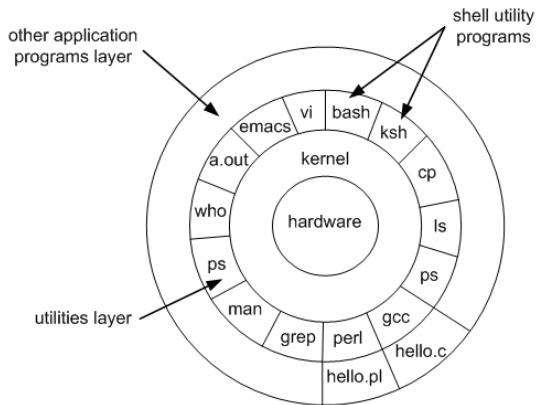 shell utility
programs
other application
programs layer
vi
bash
emacs
ksh
a.out
kernel
cp
who
hardware
ls
ps
ps
man
gcc
utilities layer
grep
perl
hello.c
hello.pl